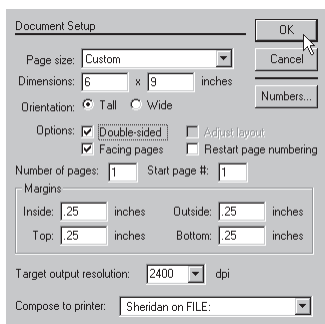 Document Setup
OK
Page size: Custom
Cancel
Dimensions: 6 x 9 inches
Orientation: Tall Wide
Numbers...
Options: Double-sided Adjust layout
Facing pages Restart page numbering
Number of pages: 1 Start page #: 1
Margins
Inside: .25 inches Outside: .25 inches
Top: .25 inches Bottom: .25 inches
Target output resolution: 2400 dpi
Compose to printer: Sheridan on FILE: